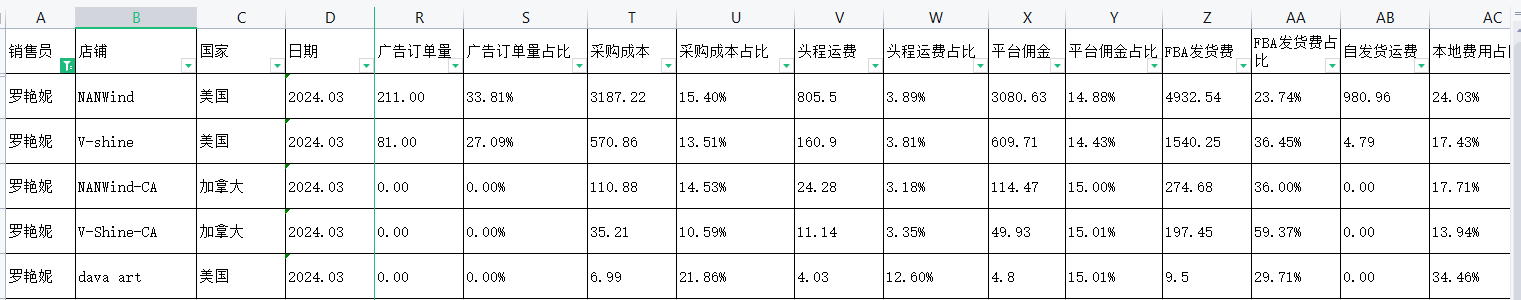 A B C D R S T U V W X Y Z AA AB AC
销售员 店铺 国家 日期 广告订单量 广告订单量占比 采购成本 采购成本占比 头程运费 头程运费占比 平台佣金 平台佣金占比 FBA发货费 FBA发货费占比 自发货运费 本地费用占
罗艳妮 NANWind 美国 2024.03 211.00 33.81% 3187.22 15.40% 805.5 3.89% 3080.63 14.88% 4932.54 23.74% 980.96 24.03%
罗艳妮 V-shine 美国 2024.03 81.00 27.09% 570.86 13.51% 160.9 3.81% 609.71 14.43% 1540.25 36.45% 4.79 17.43%
罗艳妮 NANWind-CA 加拿大 2024.03 0.00 0.00% 110.88 14.53% 24.28 3.18% 114.47 15.00% 274.68 36.00% 0.00 17.71%
罗艳妮 V-Shine-CA 加拿大 2024.03 0.00 0.00% 35.21 10.59% 11.14 3.35% 49.93 15.01% 197.45 59.37% 0.00 13.94%
罗艳妮 dava art 美国 2024.03 0.00 0.00% 6.99 21.86% 4.03 12.60% 4.8 15.01% 9.5 29.71% 0.00 34.46%